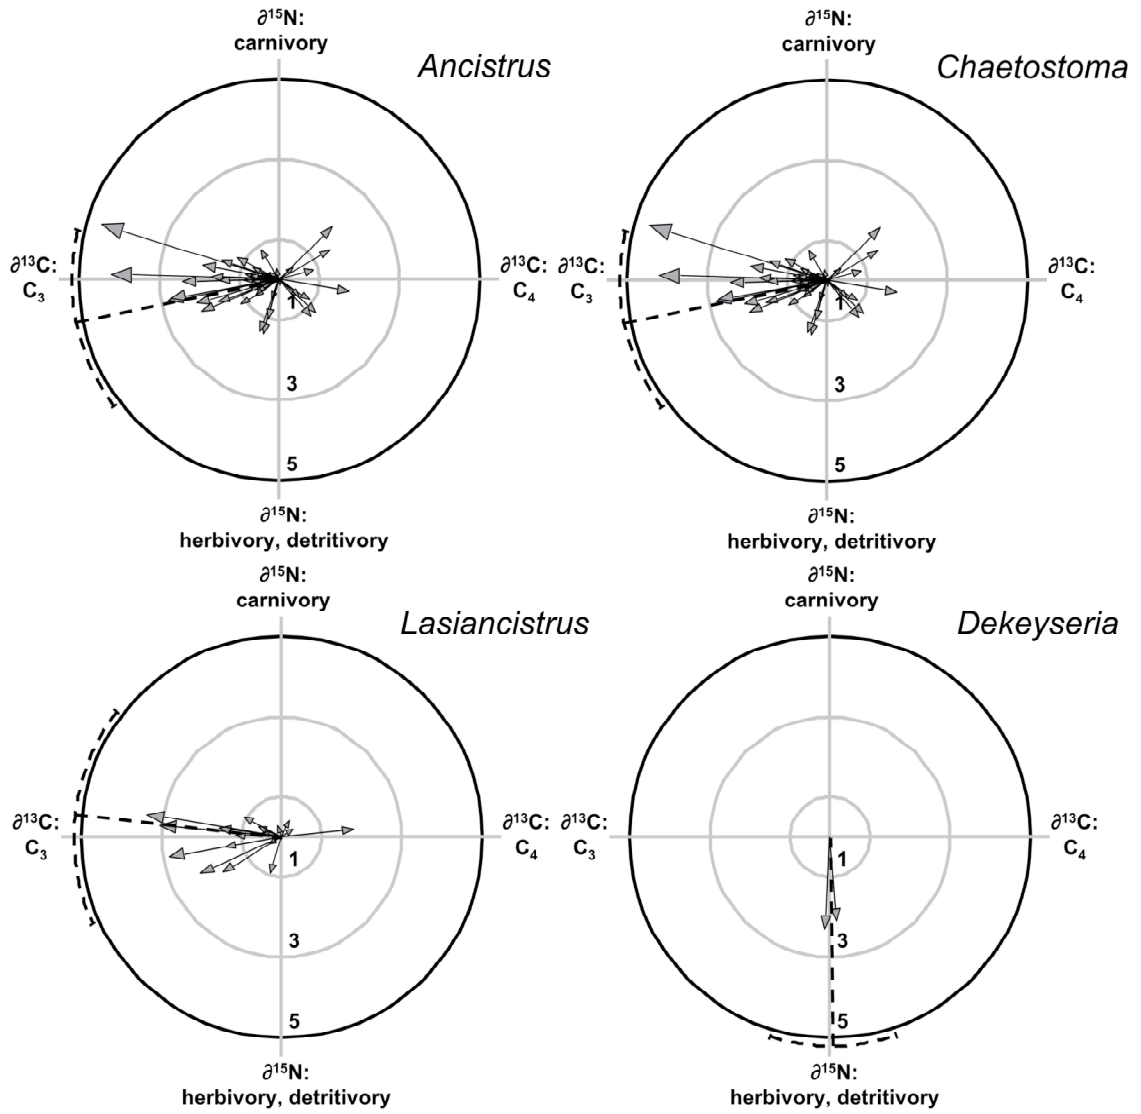 ∂¹⁵N:
carnivory
Ancistrus
∂¹³C:
C₃
∂¹³C:
C₄
1
3
5
∂¹⁵N:
herbivory, detritivory
∂¹⁵N:
carnivory
Chaetostoma
∂¹³C:
C₃
∂¹³C:
C₄
1
3
5
∂¹⁵N:
herbivory, detritivory
∂¹⁵N:
carnivory
Lasiancistrus
∂¹³C:
C₃
∂¹³C:
C₄
1
3
5
∂¹⁵N:
herbivory, detritivory
∂¹⁵N:
carnivory
Dekeyseria
∂¹³C:
C₃
∂¹³C:
C₄
1
3
5
∂¹⁵N:
herbivory, detritivory